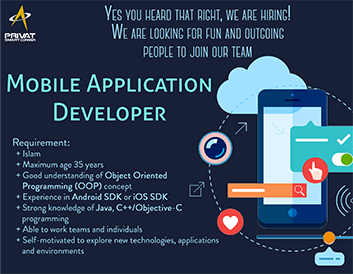 PRIVAT
SMART CORNER
YES YOU HEARD THAT RIGHT, WE ARE HIRING!
WE ARE LOOKING FOR FUN AND OUTGOING
PEOPLE TO JOIN OUR TEAM
MOBILE APPLICATION
DEVELOPER
Requirement:
+ Islam
+ Maximum age 35 years
+ Good understanding of Object Oriented
Programming (OOP) concept
+ Experience in Android SDK or iOS SDK
+ Strong knowledge of Java, C++/Objective-C
programming
+ Able to work team and individuals
+ Self-motivated to explore new technologies, applications
and environments